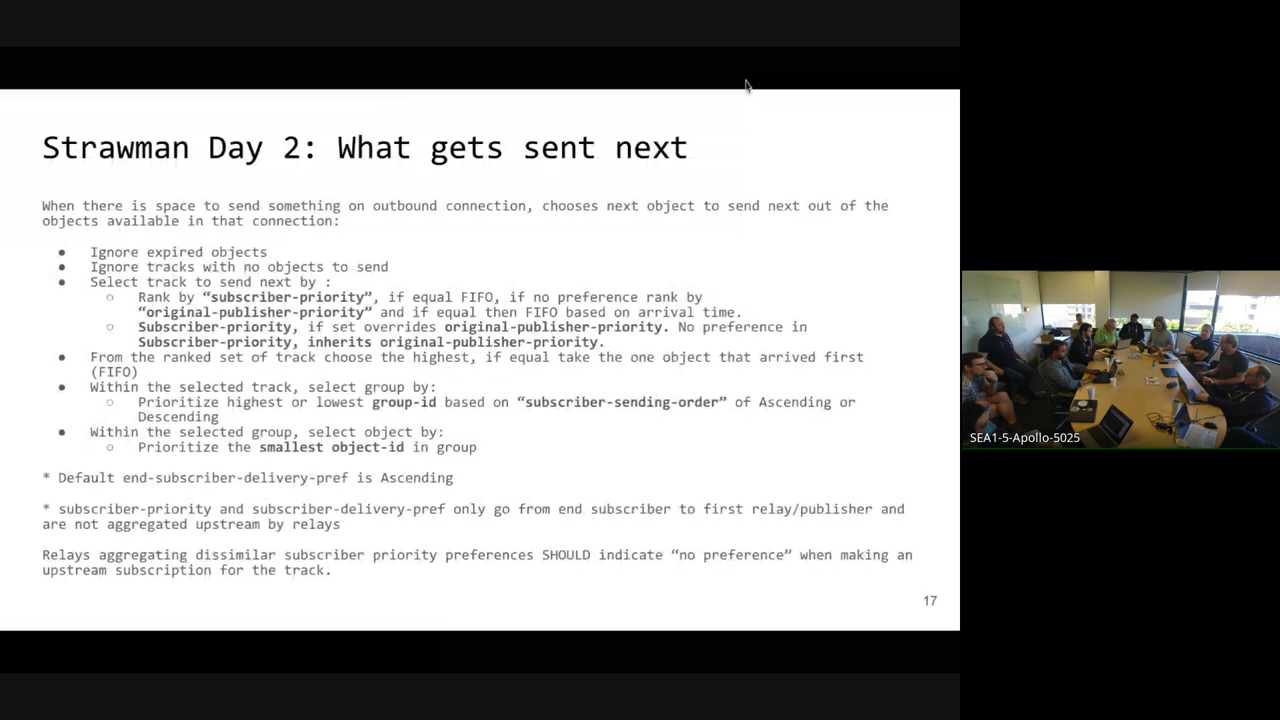 Strawman Day 2: What gets sent next
When there is space to send something on outbound connection, chooses next object to send next out of the
objects available in that connection:
● Ignore expired objects
● Ignore tracks with no objects to send
● Select track to send next by :
○ Rank by “subscriber-priority”, if equal FIFO, if no preference rank by
“original-publisher-priority” and if equal then FIFO based on arrival time.
○ Subscriber-priority, if set overrides original-publisher-priority. No preference in
Subscriber-priority, inherits original-publisher-priority.
● From the ranked set of track choose the highest, if equal take the one object that arrived first
(FIFO)
● Within the selected track, select group by:
○ Prioritize highest or lowest group-id based on “subscriber-sending-order” of Ascending or
Descending
● Within the selected group, select object by:
○ Prioritize the smallest object-id in group
* Default end-subscriber-delivery-pref is Ascending
* subscriber-priority and subscriber-delivery-pref only go from end subscriber to first relay/publisher and
are not aggregated upstream by relays
Relays aggregating dissimilar subscriber priority preferences SHOULD indicate “no preference” when making an
upstream subscription for the track.
17
SEA1-5-Apollo-5025